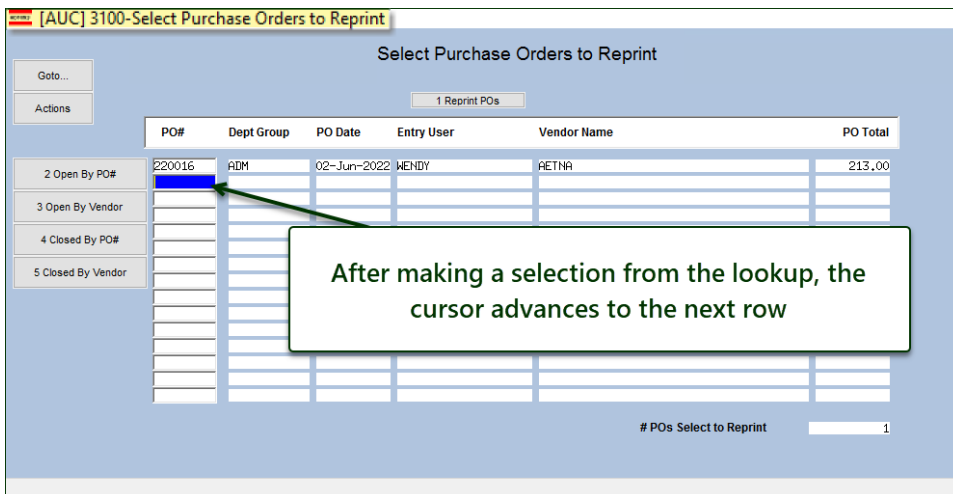 [AUC] 3100-Select Purchase Orders to Reprint
Select Purchase Orders to Reprint
Goto...
Actions
1 Reprint POs
PO# Dept Group PO Date Entry User Vendor Name PO Total
2 Open By PO# 220016 ADM 02-Jun-2022 WENDY AETNA 213.00
3 Open By Vendor
4 Closed By PO#
5 Closed By Vendor
After making a selection from the lookup, the
cursor advances to the next row
# POs Select to Reprint 1